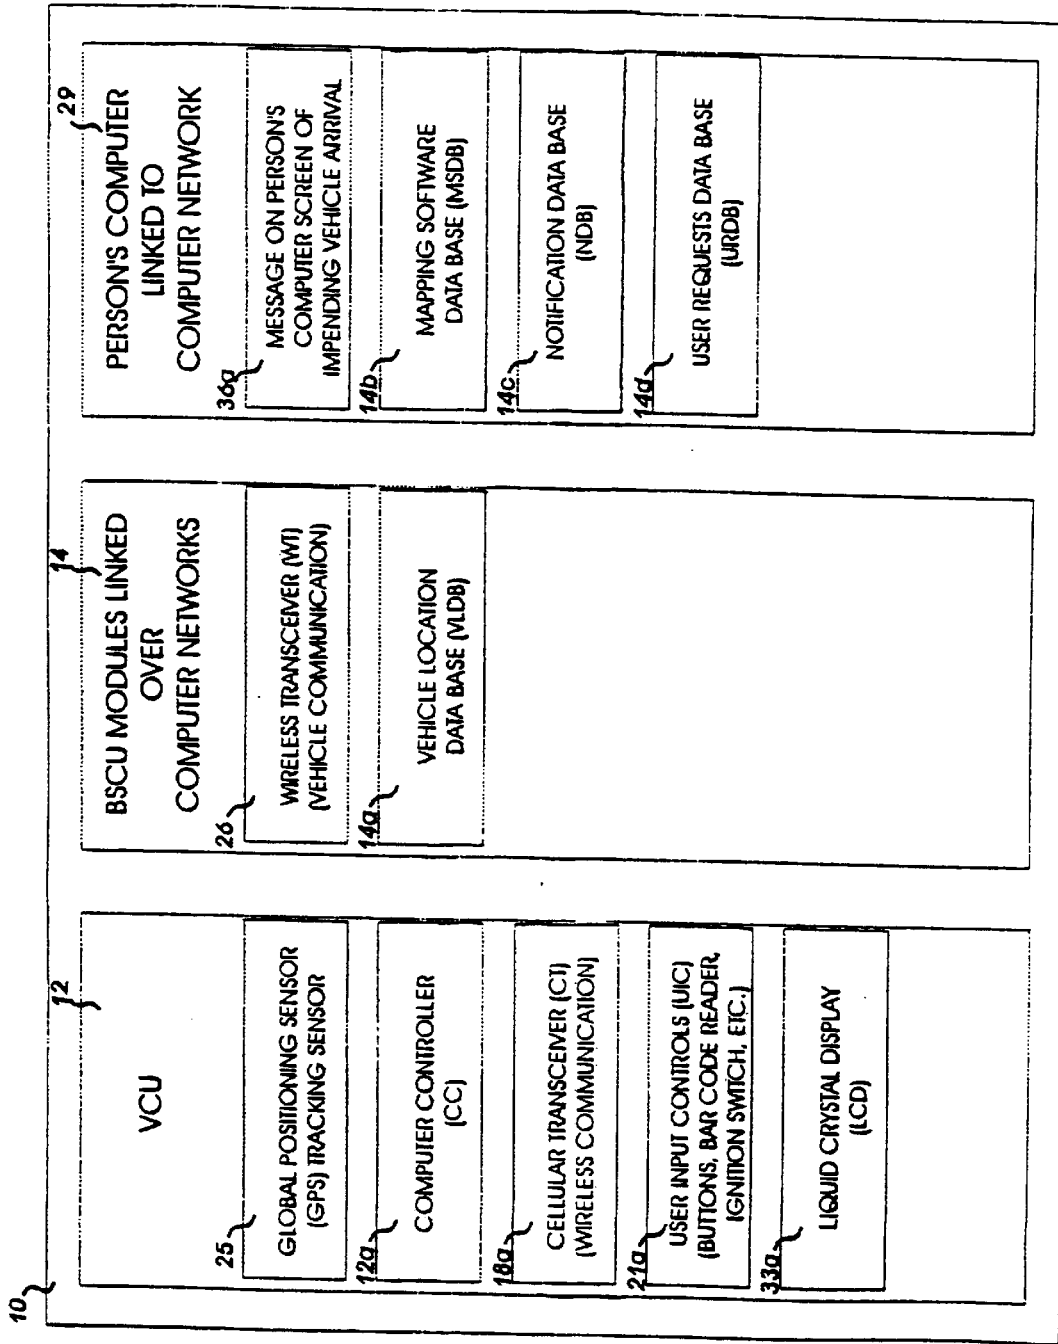 10
12
VCU
25
GLOBAL POSITIONING SENSOR
(GPS) TRACKING SENSOR
12a
COMPUTER CONTROLLER
(CC)
18a
CELLULAR TRANSCEIVER (CT)
(WIRELESS COMMUNICATION)
21a
USER INPUT CONTROLS (UIC)
(BUTTONS, BAR CODE READER,
IGNITION SWITCH, ETC.)
33a
LIQUID CRYSTAL DISPLAY
(LCD)
14
BSCU MODULES LINKED
OVER
COMPUTER NETWORKS
26
WIRELESS TRANSCEIVER (WT)
(VEHICLE COMMUNICATION)
14a
VEHICLE LOCATION
DATA BASE (VLDB)
29
PERSON'S COMPUTER
LINKED TO
COMPUTER NETWORK
36a
MESSAGE ON PERSON'S
COMPUTER SCREEN OF
IMPENDING VEHICLE ARRIVAL
14b
MAPPING SOFTWARE
DATA BASE (MSDB)
14c
NOTIFICATION DATA BASE
(NDB)
14d
USER REQUESTS DATA BASE
(URDB)